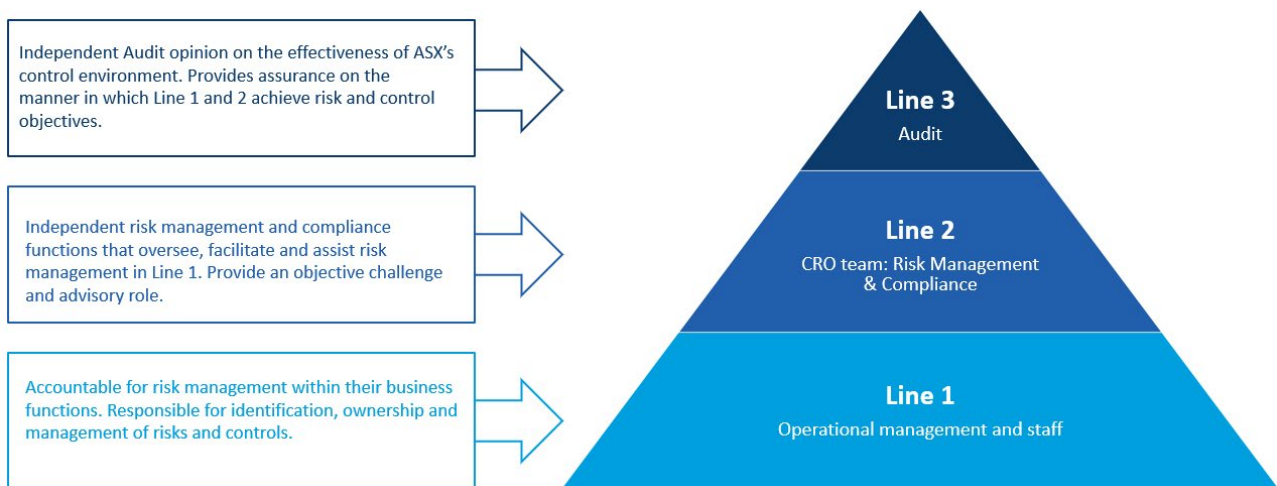 Independent Audit opinion on the effectiveness of ASX's
control environment. Provides assurance on the
manner in which Line 1 and 2 achieve risk and control
objectives.
Line 3
Audit
Independent risk management and compliance
functions that oversee, facilitate and assist risk
management in Line 1. Provide an objective challenge
and advisory role.
Line 2
CRO team: Risk Management
& Compliance
Accountable for risk management within their business
functions. Responsible for identification, ownership and
management of risks and controls.
Line 1
Operational management and staff